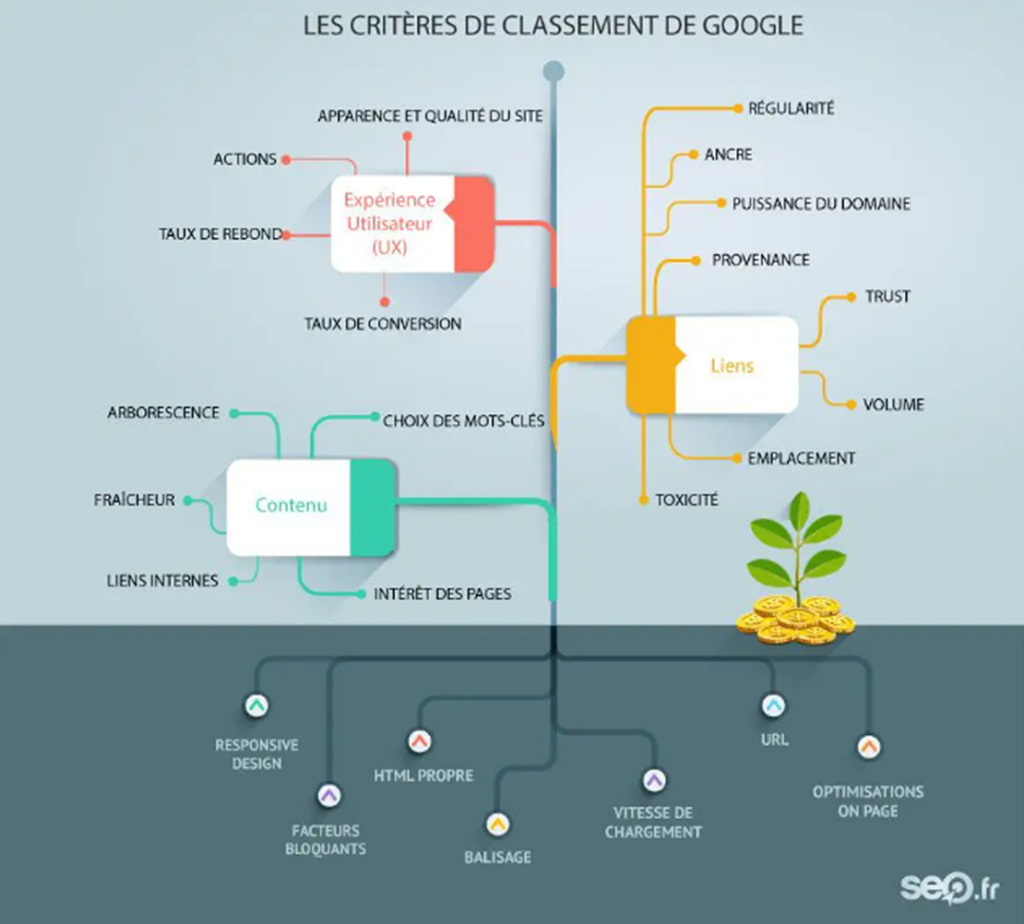 LES CRITÈRES DE CLASSEMENT DE GOOGLE
APPARENCE ET QUALITÉ DU SITE
ACTIONS
Expérience
Utilisateur
(UX)
TAUX DE REBOND
TAUX DE CONVERSION
RÉGULARITÉ
ANCRE
PUISSANCE DU DOMAINE
PROVENANCE
TRUST
Liens
VOLUME
EMPLACEMENT
TOXICITÉ
ARBORESCENCE
CHOIX DES MOTS-CLÉS
FRAÎCHEUR
Contenu
LIENS INTERNES
INTÉRÊT DES PAGES
RESPONSIVE
DESIGN
FACTEURS
BLOQUANTS
HTML PROPRE
BALISAGE
VITESSE DE
CHARGEMENT
URL
OPTIMISATIONS
ON PAGE
seo.fr